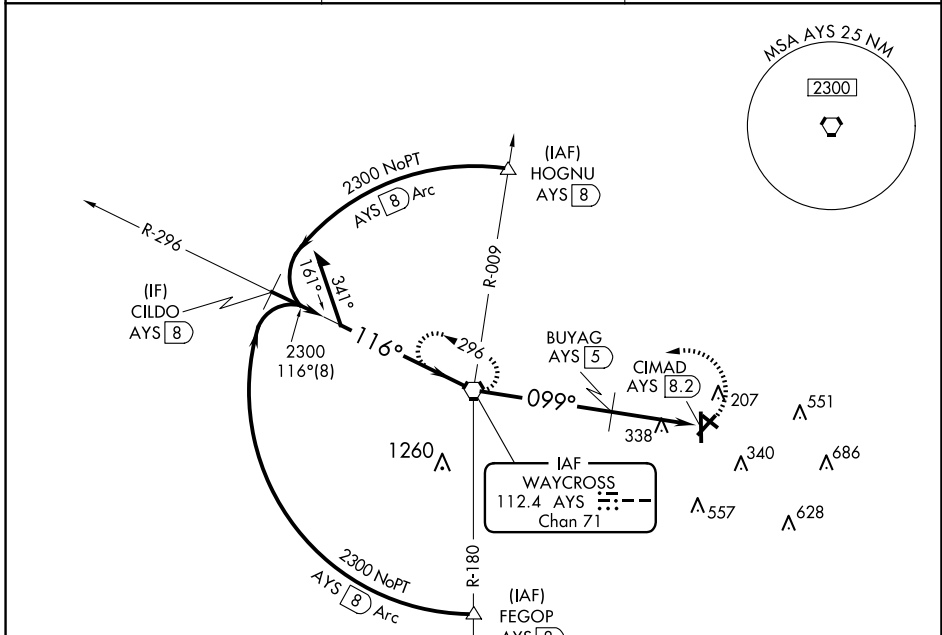 MSA AYS 25 NM
2300
(IAF)
HOGNU
AYS 8
2300 NoPT
AYS 8 Arc
R-296
R-009
(IF)
CILDO
AYS 8
161°
341°
2300
116°(8)
116°
296
BUYAG
AYS 5
CIMAD
AYS 8.2
099°
207
551
338
340
686
1260
557
628
IAF
WAYCROSS
112.4 AYS
Chan 71
R-180
2300 NoPT
AYS 8 Arc
(IAF)
FEGOP
AYS 8